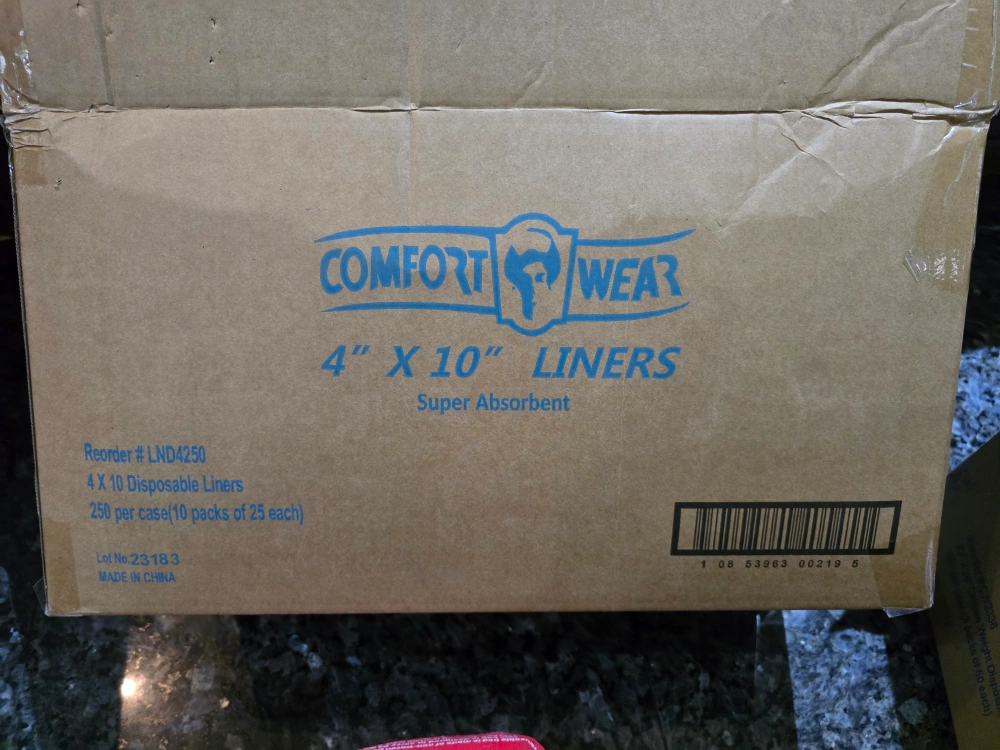 COMFORT WEAR
4" X 10" LINERS
Super Absorbent
Reorder # LND4250
4 X 10 Disposable Liners
250 per case(10 packs of 25 each)
Lot No.23183
MADE IN CHINA
1 08 53963 00219 5